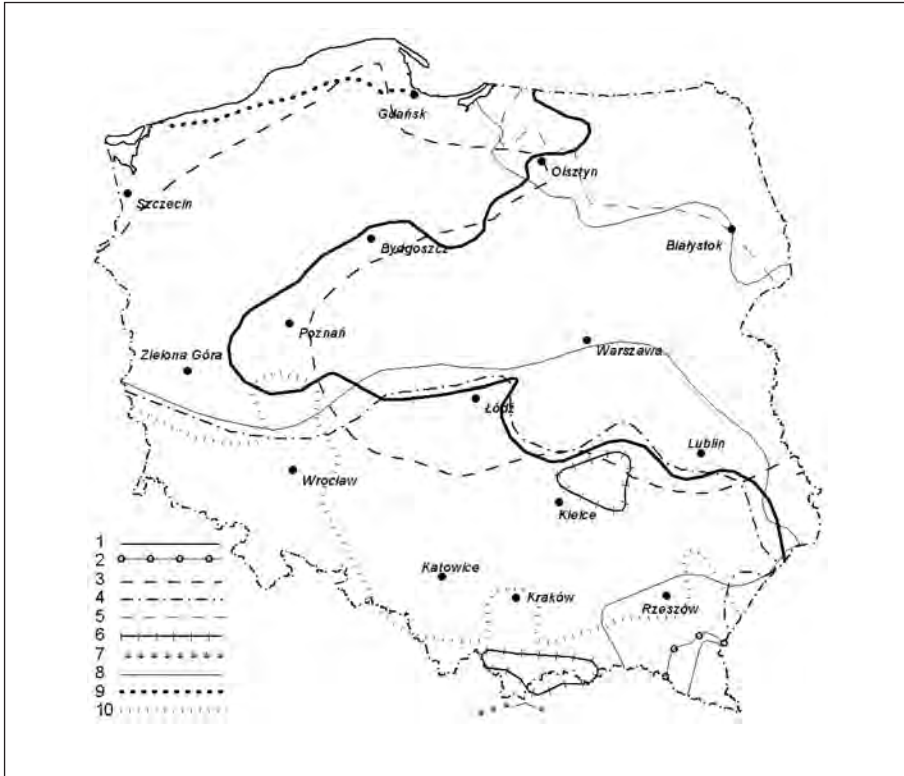 Gdańsk
Olsztyn
Szczecin
Białystok
Bydgoszcz
Poznań
Warszawa
Zielona Góra
Łódź
Lublin
Wrocław
Kielce
1
2
Katowice
3
Kraków
Rzeszów
4
5
6
7
8
9
10